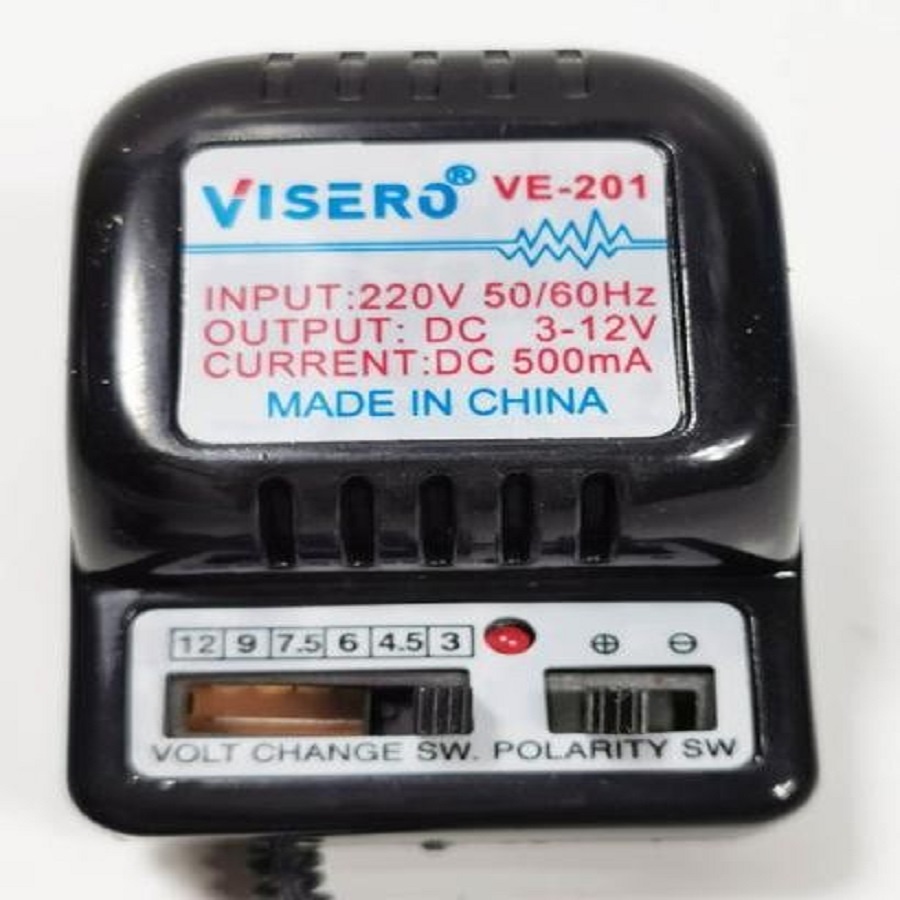 VISERO® VE-201
INPUT:220V 50/60Hz
OUTPUT: DC 3-12V
CURRENT:DC 500mA
MADE IN CHINA
12 9 7.5 6 4.5 3 ⊕ ⊖
VOLT CHANGE SW. POLARITY SW